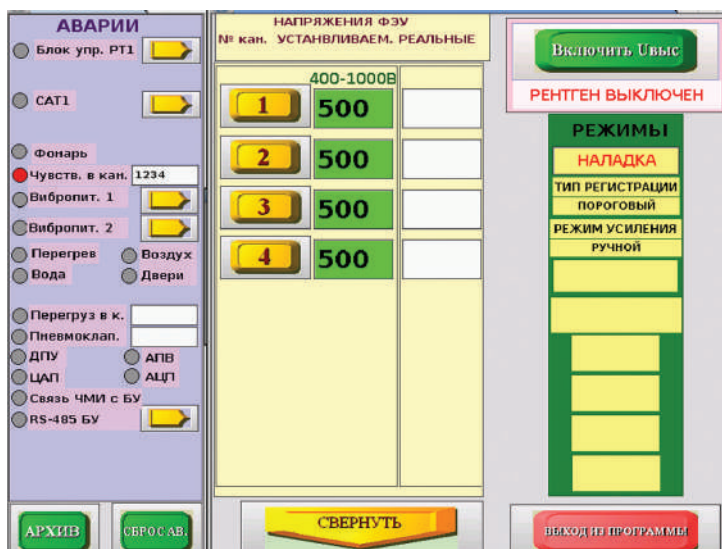 АВАРИИ
Блок упр. РТ1
САТ1
Фонарь
Чувств. в кан. 1234
Вибропит. 1
Вибропит. 2
Перегрев Воздух
Вода Двери
Перегруз в к.
Пневмоклап.
ДПУ АПВ
ЦАП АЦП
Связь ЧМИ с БУ
RS-485 БУ
АРХИВ
СБРОС АВ.
НАПРЯЖЕНИЯ ФЭУ
№ кан. УСТАНВЛИВАЕМ. РЕАЛЬНЫЕ
400-1000В
1 500
2 500
3 500
4 500
СВЕРНУТЬ
Включить Uвыс
РЕНТГЕН ВЫКЛЮЧЕН
РЕЖИМЫ
НАЛАДКА
ТИП РЕГИСТРАЦИИ
ПОРОГОВЫЙ
РЕЖИМ УСИЛЕНИЯ
РУЧНОЙ
ВЫХОД ИЗ ПРОГРАММЫ